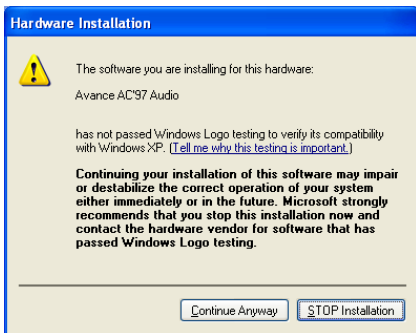 Hardware Installation
The software you are installing for this hardware:
Avance AC'97 Audio
has not passed Windows Logo testing to verify its compatibility
with Windows XP. (Tell me why this testing is important.)
Continuing your installation of this software may impair
or destabilize the correct operation of your system
either immediately or in the future. Microsoft strongly
recommends that you stop this installation now and
contact the hardware vendor for software that has
passed Windows Logo testing.
Continue Anyway
STOP Installation